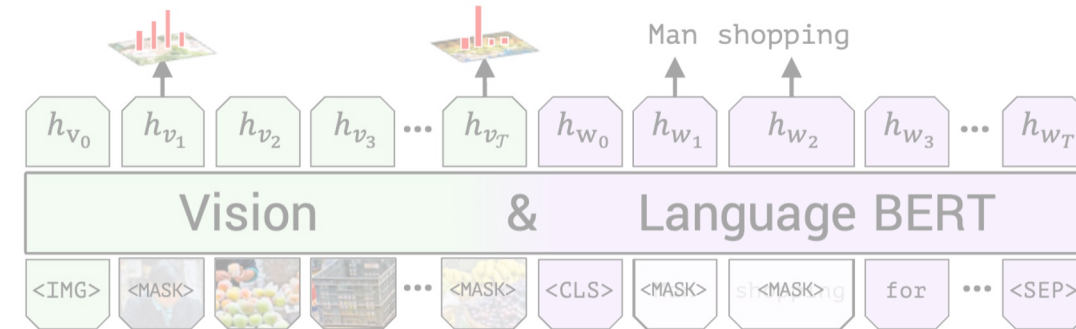 Man shopping
h_{v_0} h_{v_1} h_{v_2} h_{v_3} ... h_{v_𝒯} h_{w_0} h_{w_1} h_{w_2} h_{w_3} ... h_{w_T}
Vision & Language BERT
<IMG> <MASK> ... <MASK> <CLS> <MASK> shopping <MASK> for ... <SEP>